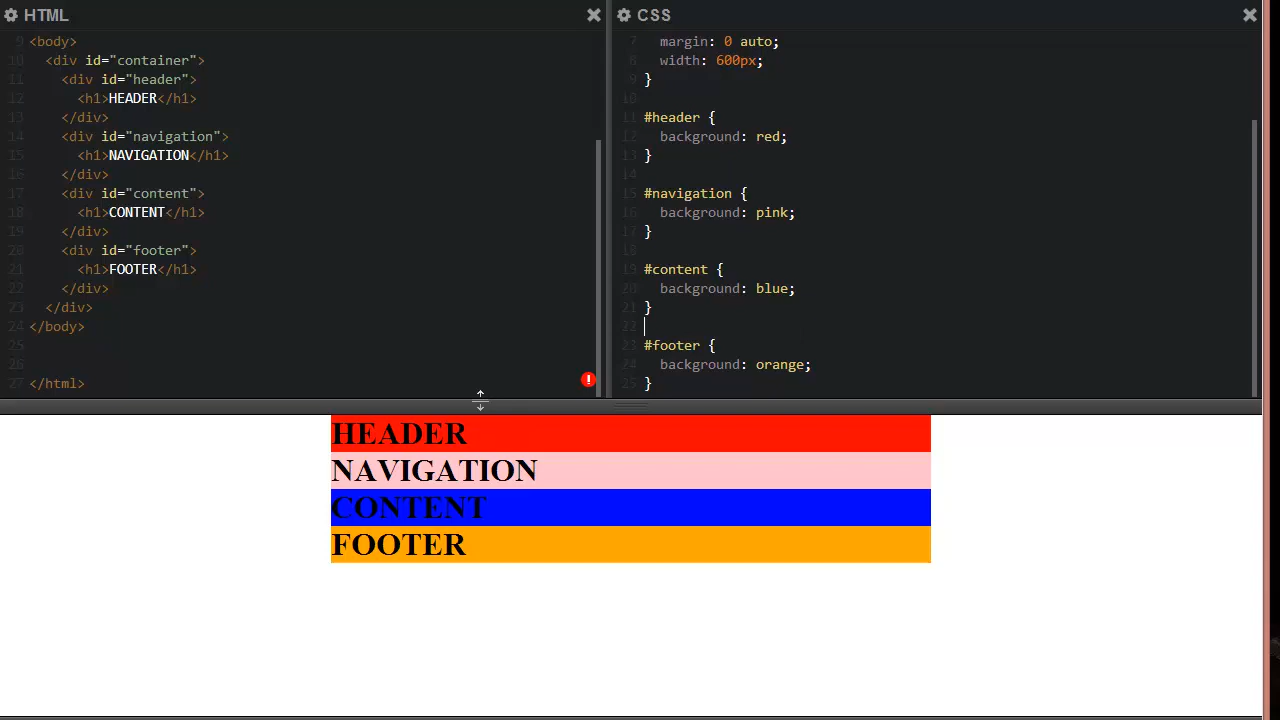 HTML
9 <body>
10 <div id="container">
11 <div id="header">
12 <h1>HEADER</h1>
13 </div>
14 <div id="navigation">
15 <h1>NAVIGATION</h1>
16 </div>
17 <div id="content">
18 <h1>CONTENT</h1>
19 </div>
20 <div id="footer">
21 <h1>FOOTER</h1>
22 </div>
23 </div>
24 </body>
25
26
27 </html>
CSS
7 margin: 0 auto;
8 width: 600px;
9 }
10
11 #header {
12 background: red;
13 }
14
15 #navigation {
16 background: pink;
17 }
18
19 #content {
20 background: blue;
21 }
22
23 #footer {
24 background: orange;
25 }
HEADER
NAVIGATION
CONTENT
FOOTER